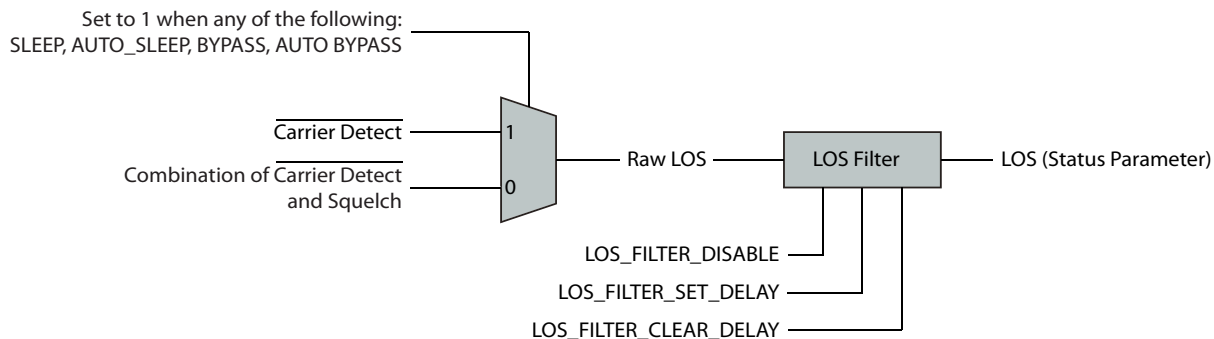 Set to 1 when any of the following:
SLEEP, AUTO_SLEEP, BYPASS, AUTO BYPASS
Carrier Detect
1
Combination of Carrier Detect
and Squelch
0
Raw LOS
LOS Filter
LOS (Status Parameter)
LOS_FILTER_DISABLE
LOS_FILTER_SET_DELAY
LOS_FILTER_CLEAR_DELAY